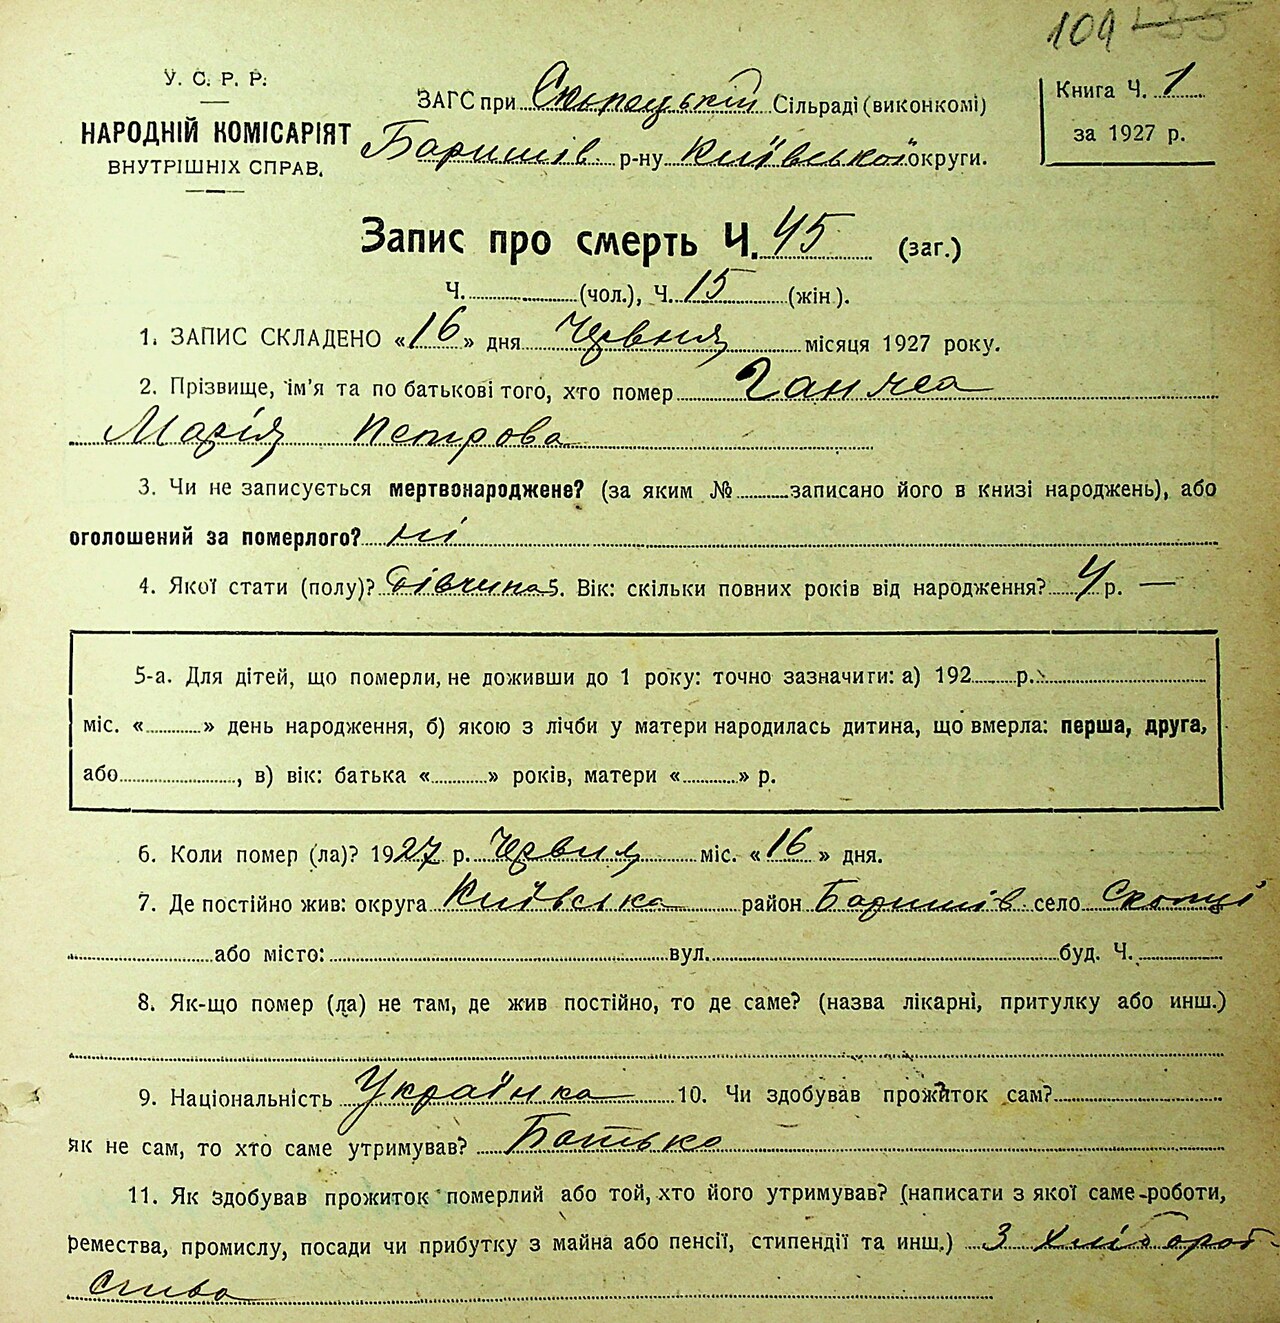 109
У. С. Р. Р.
НАРОДНІЙ КОМІСАРІЯТ
ВНУТРІШНІХ СПРАВ.
ЗАГС при Скопецькій Сільраді (виконкомі)
Баришів р-ну Київської округи.
Книга Ч. 1
за 1927 р.
Запис про смерть Ч. 45 (заг.)
Ч. (чол.), Ч. 15 (жін).
1. ЗАПИС СКЛАДЕНО «16» дня Червня місяця 1927 року.
2. Прізвище, ім'я та по батькові того, хто помер
Марія Петрова
3. Чи не записується мертвонароджене? (за яким № записано його в книзі народжень), або
оголошений за померлого? ні
4. Якої стати (полу)? дівчина 5. Вік: скільки повних років від народження? 4 р. —
5-а. Для дітей, що померли, не доживши до 1 року: точно зазначити: а) 192 р.
міс. « » день народження, б) якою з лічби у матери народилась дитина, що вмерла: перша, друга,
або , в) вік: батька « » років, матери « » р.
6. Коли помер (ла)? 1927 р. Червня міс. «16» дня.
7. Де постійно жив: округа Київська район Баришів село Скопці
або місто: вул. буд. Ч.
8. Як-що помер (ла) не там, де жив постійно, то де саме? (назва лікарні, притулку або инш.)
9. Національність Українка 10. Чи здобував прожиток сам?
як не сам, то хто саме утримував? Батько
11. Як здобував прожиток померлий або той, хто його утримував? (написати з якої саме роботи,
ремества, промислу, посади чи прибутку з майна або пенсії, стипендії та инш.) З хлібороб-
ства